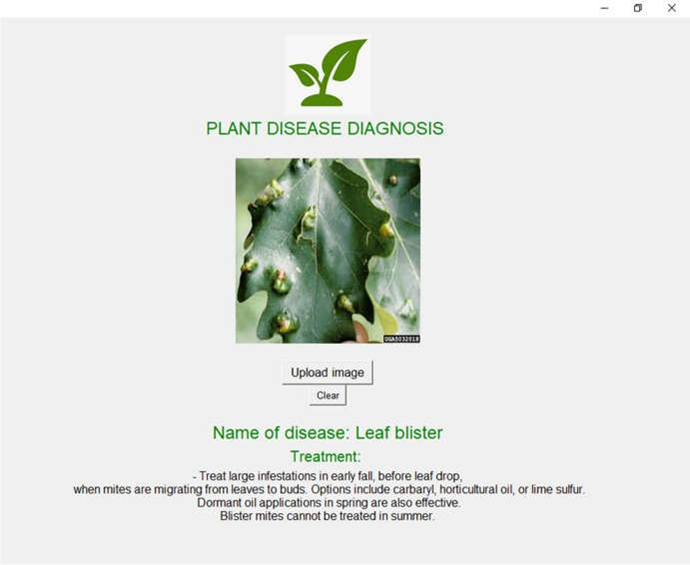 PLANT DISEASE DIAGNOSIS
UGA5032018
Upload image
Clear
Name of disease: Leaf blister
Treatment:
- Treat large infestations in early fall, before leaf drop,
when mites are migrating from leaves to buds. Options include carbaryl, horticultural oil, or lime sulfur.
Dormant oil applications in spring are also effective.
Blister mites cannot be treated in summer.